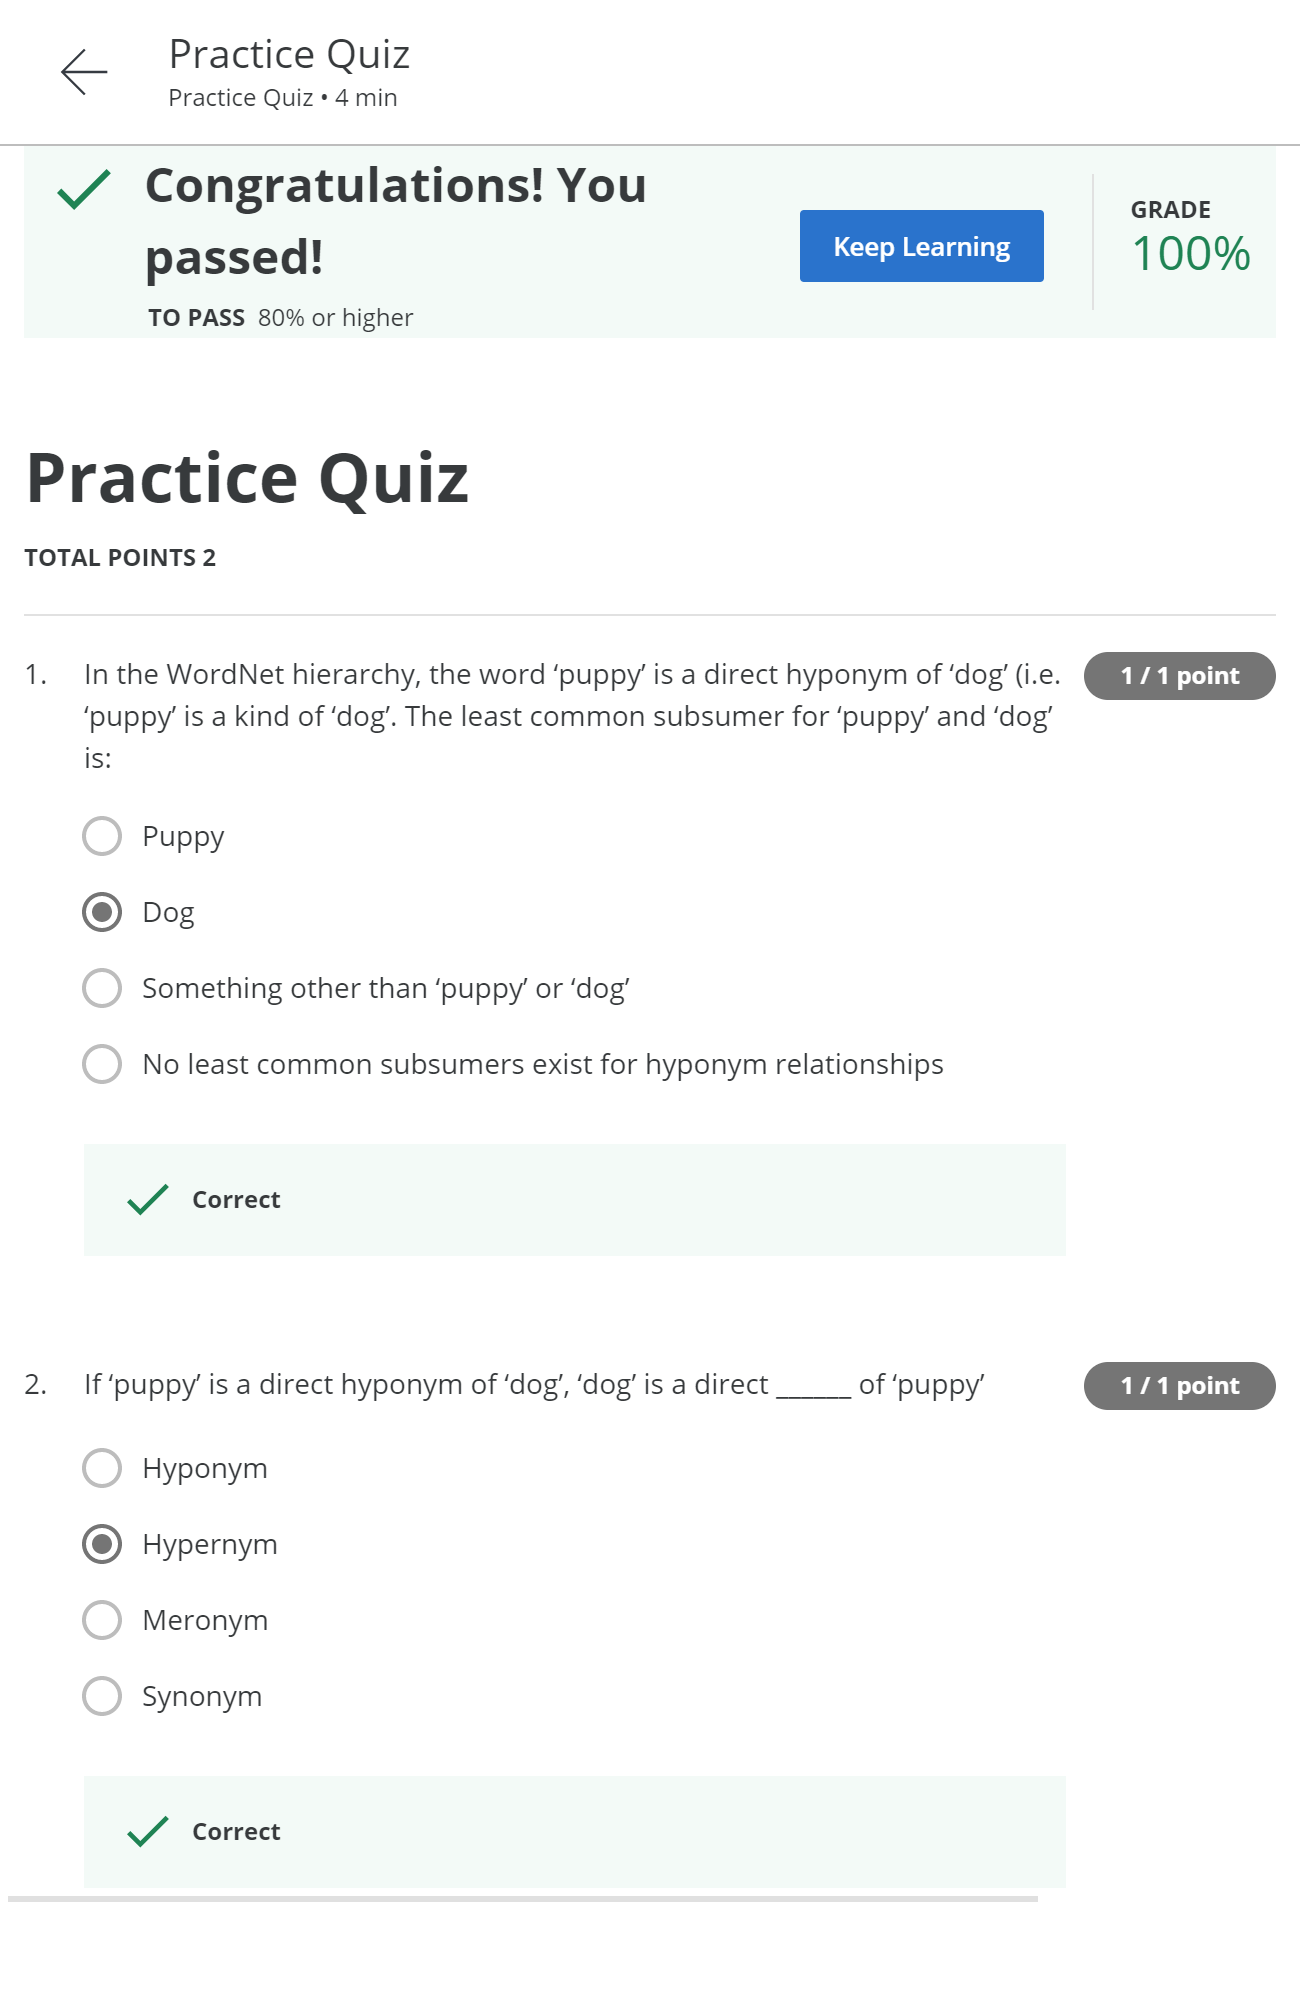 Practice Quiz
Practice Quiz • 4 min
Congratulations! You
passed!
TO PASS 80% or higher
Keep Learning
GRADE
100%
Practice Quiz
TOTAL POINTS 2
1. In the WordNet hierarchy, the word ‘puppy’ is a direct hyponym of ‘dog’ (i.e. 1 / 1 point
‘puppy’ is a kind of ‘dog’. The least common subsumer for ‘puppy’ and ‘dog’
is:
Puppy
Dog
Something other than ‘puppy’ or ‘dog’
No least common subsumers exist for hyponym relationships
Correct
2. If ‘puppy’ is a direct hyponym of ‘dog’, ‘dog’ is a direct ______ of ‘puppy’ 1 / 1 point
Hyponym
Hypernym
Meronym
Synonym
Correct